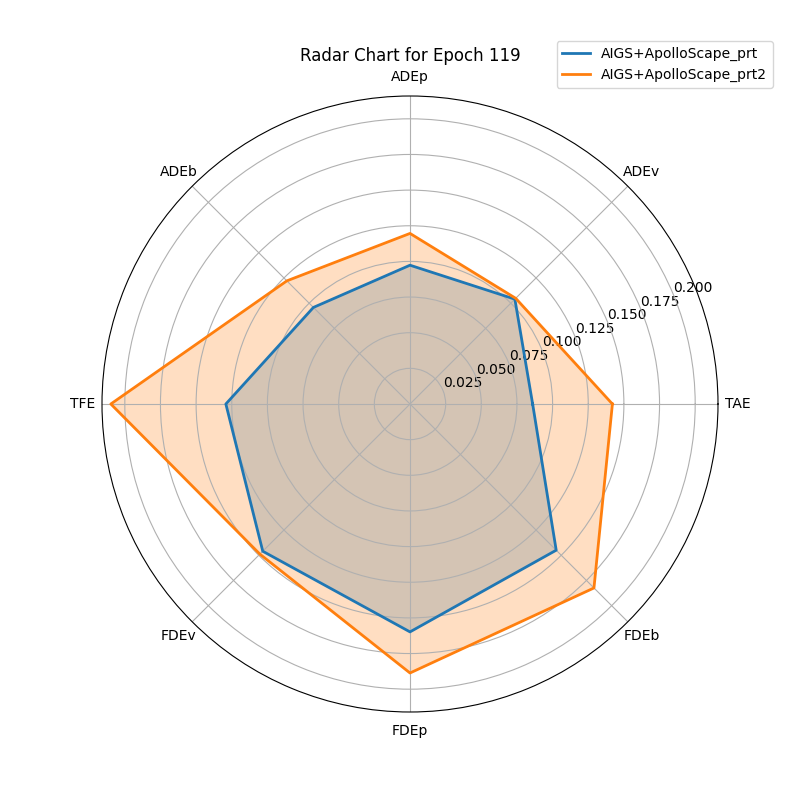 Radar Chart for Epoch 119
AIGS+ApolloScape_prt
AIGS+ApolloScape_prt2
ADEp
ADEb
ADEv
TFE
TAE
0.200
0.175
0.150
0.125
0.100
0.075
0.050
0.025
FDEv
FDEb
FDEp